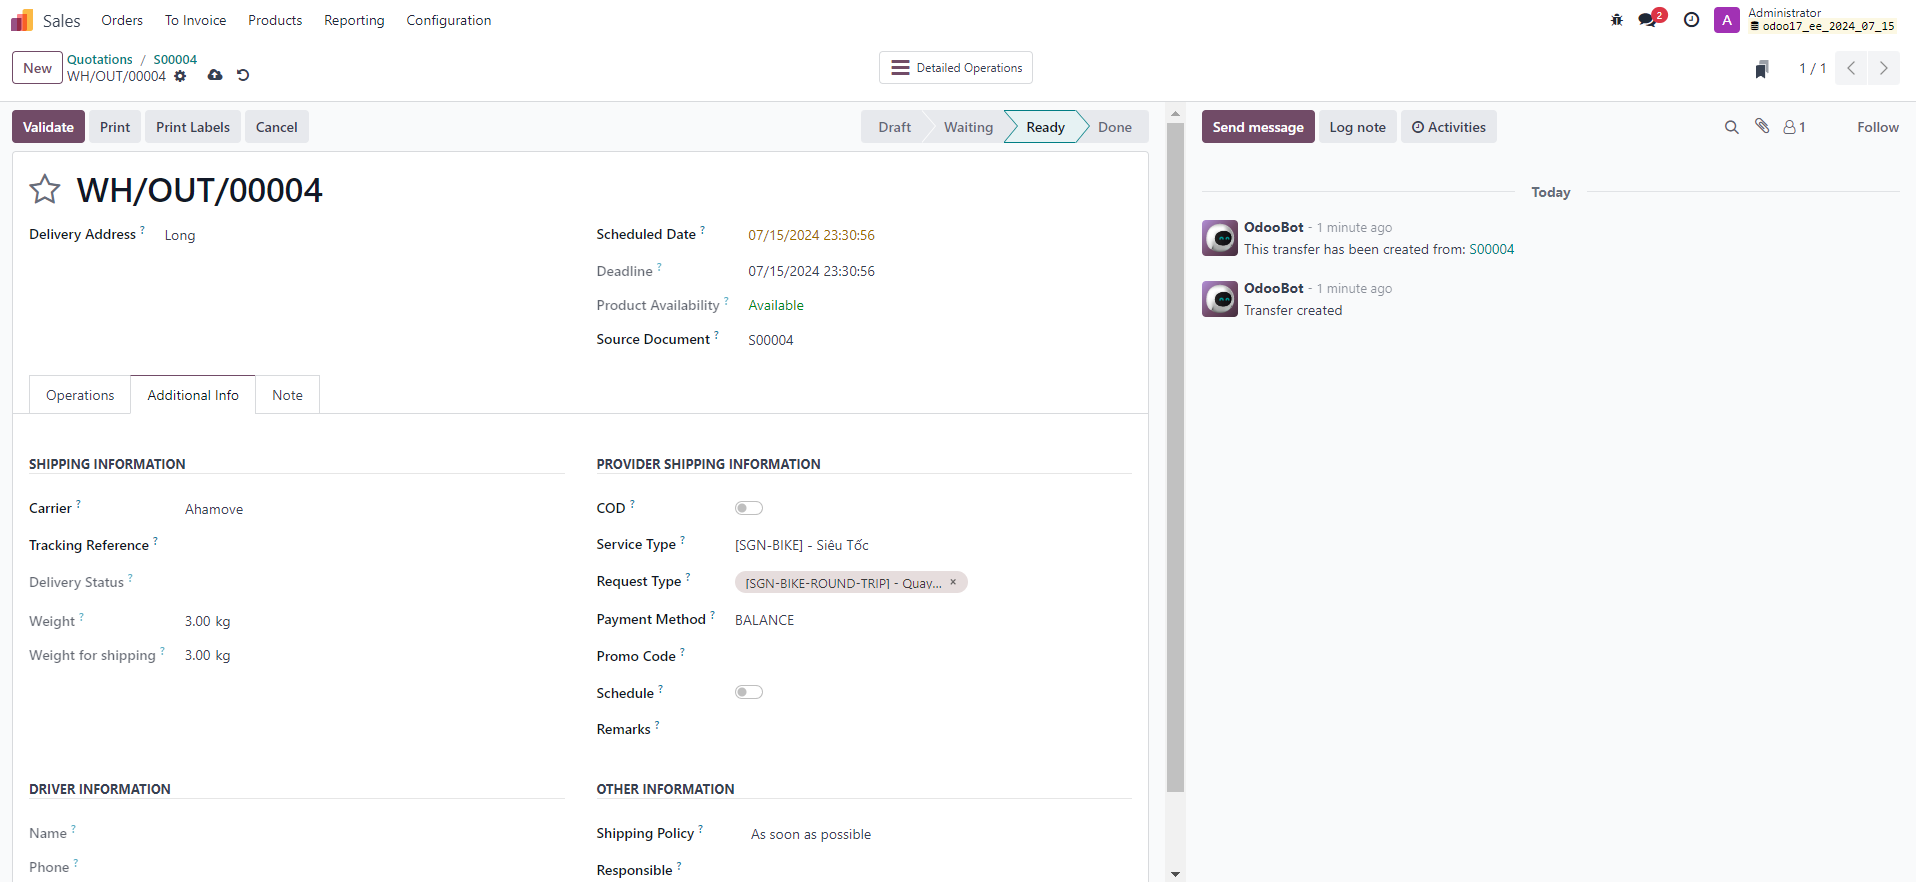 Sales Orders To Invoice Products Reporting Configuration 2 A Administrator
odoo17_ee_2024_07_15
New Quotations / S00004
WH/OUT/00004
Detailed Operations 1 / 1
Validate Print Print Labels Cancel Draft Waiting Ready Done
WH/OUT/00004
Delivery Address ? Long
Scheduled Date ? 07/15/2024 23:30:56
Deadline ? 07/15/2024 23:30:56
Product Availability ? Available
Source Document ? S00004
Operations Additional Info Note
SHIPPING INFORMATION
Carrier ? Ahamove
Tracking Reference ?
Delivery Status ?
Weight ? 3.00 kg
Weight for shipping ? 3.00 kg
PROVIDER SHIPPING INFORMATION
COD ?
Service Type ? [SGN-BIKE] - Siêu Tốc
Request Type ? [SGN-BIKE-ROUND-TRIP] - Quay... ×
Payment Method ? BALANCE
Promo Code ?
Schedule ?
Remarks ?
DRIVER INFORMATION
Name ?
Phone ?
OTHER INFORMATION
Shipping Policy ? As soon as possible
Responsible ?
Send message Log note Activities 1 Follow
Today
OdooBot - 1 minute ago
This transfer has been created from: S00004
OdooBot - 1 minute ago
Transfer created